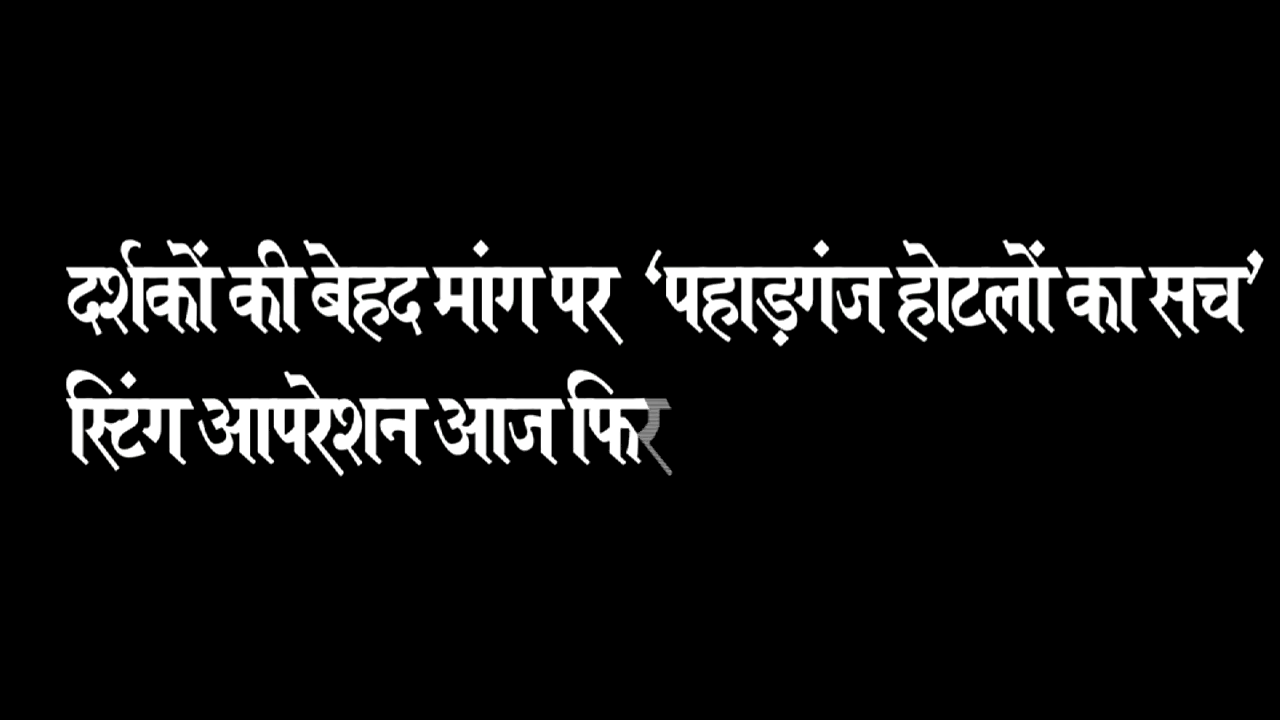 दर्शकों की बेहद मांग पर ‘पहाड़गंज होटलों का सच’
स्टिंग आपरेशन आज फिर